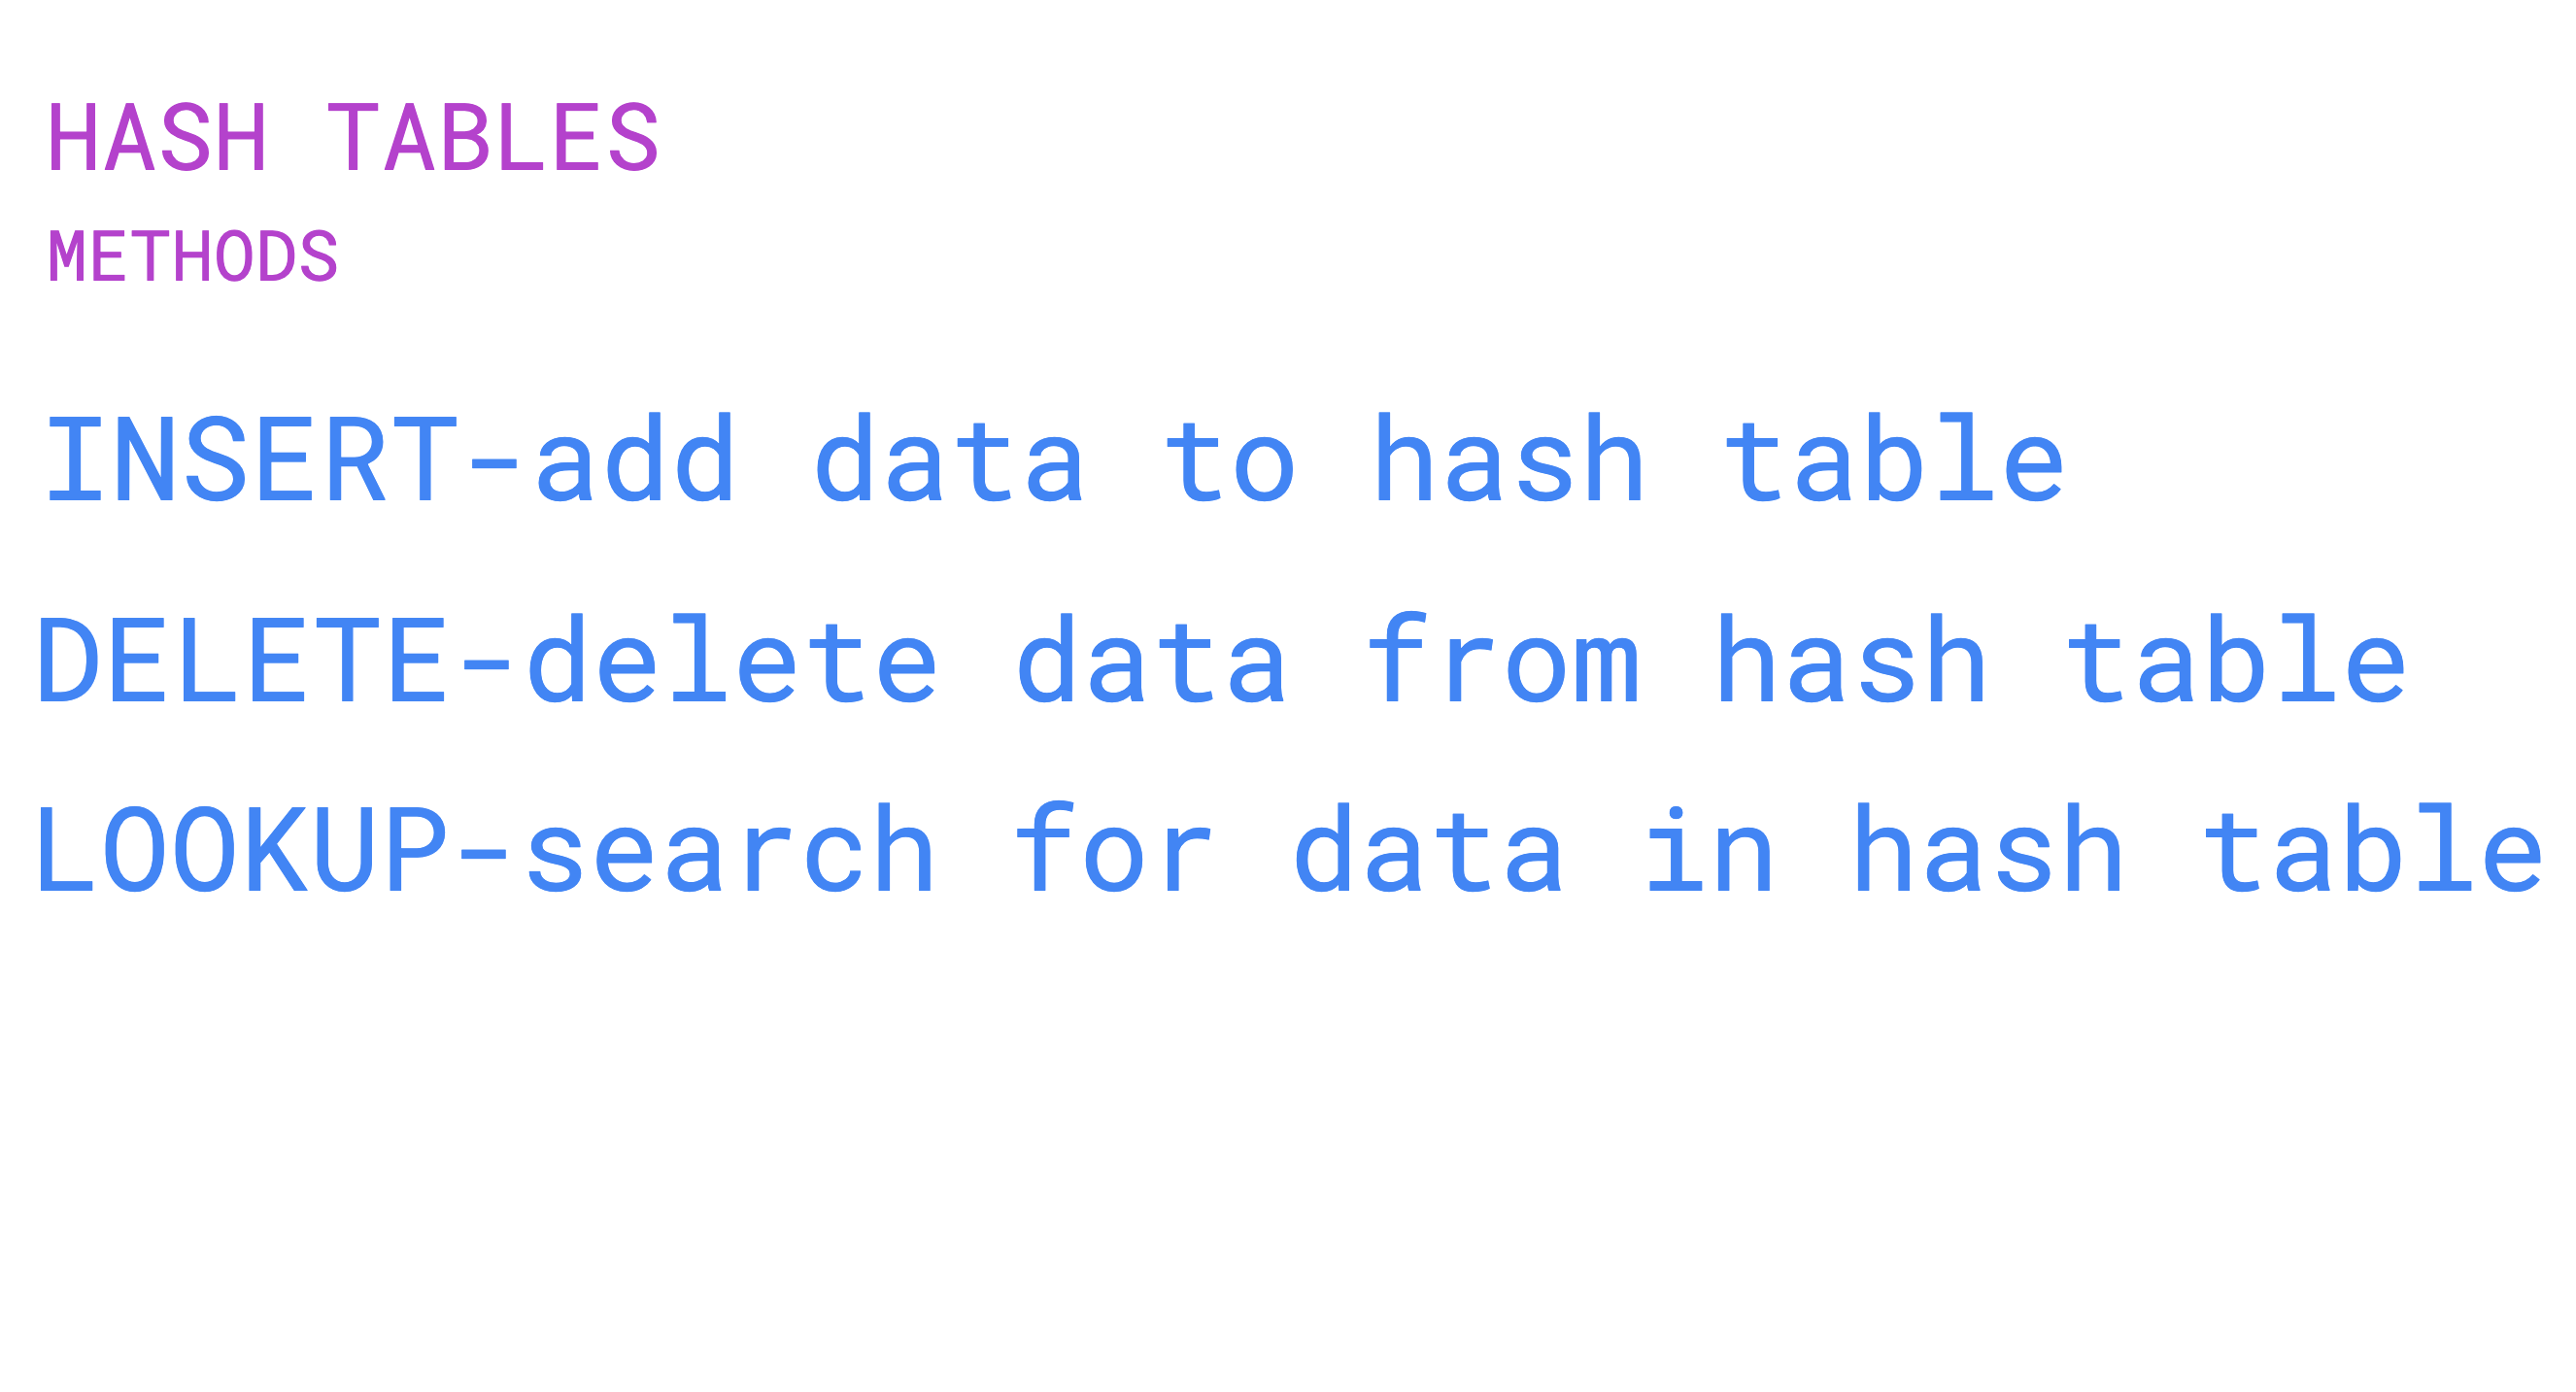 HASH TABLES
METHODS
INSERT-add data to hash table
DELETE-delete data from hash table
LOOKUP-search for data in hash table